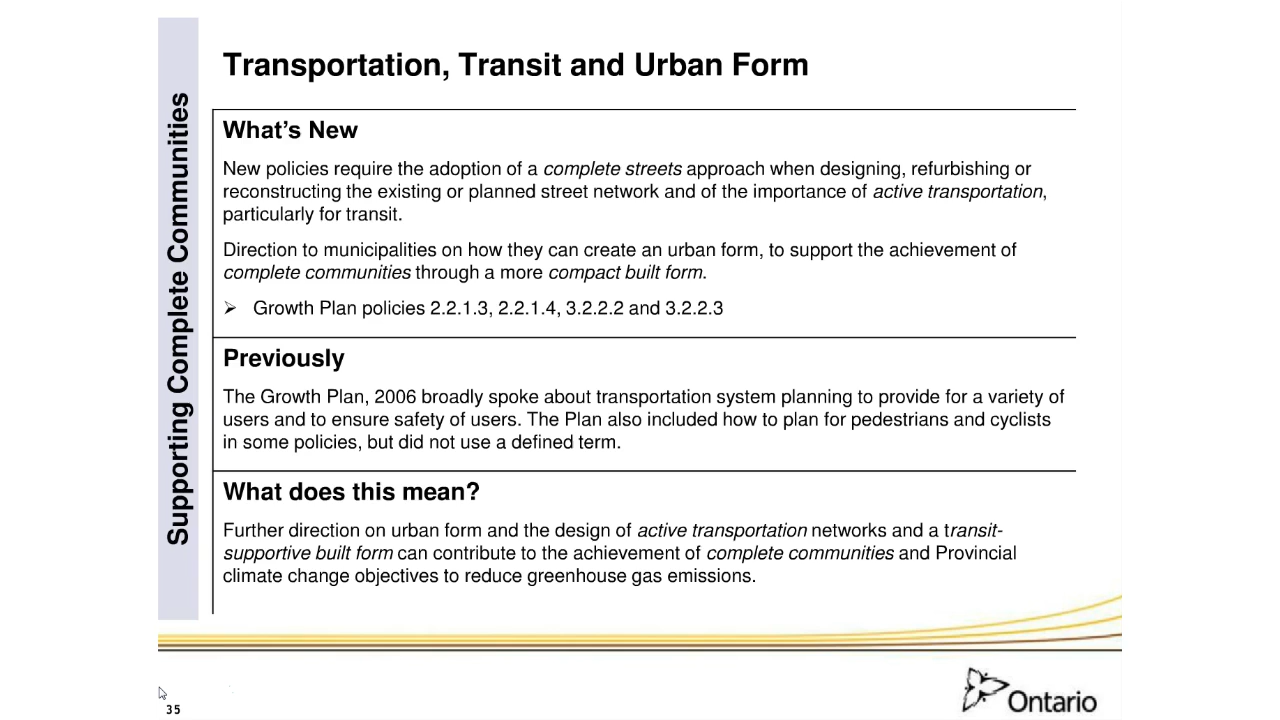 Supporting Complete Communities
Transportation, Transit and Urban Form
What's New
New policies require the adoption of a complete streets approach when designing, refurbishing or
reconstructing the existing or planned street network and of the importance of active transportation,
particularly for transit.
Direction to municipalities on how they can create an urban form, to support the achievement of
complete communities through a more compact built form.
➢ Growth Plan policies 2.2.1.3, 2.2.1.4, 3.2.2.2 and 3.2.2.3
Previously
The Growth Plan, 2006 broadly spoke about transportation system planning to provide for a variety of
users and to ensure safety of users. The Plan also included how to plan for pedestrians and cyclists
in some policies, but did not use a defined term.
What does this mean?
Further direction on urban form and the design of active transportation networks and a transit-
supportive built form can contribute to the achievement of complete communities and Provincial
climate change objectives to reduce greenhouse gas emissions.
35
Ontario